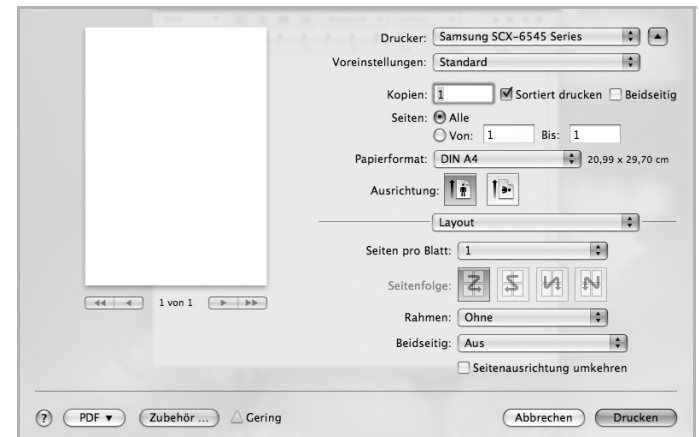 Drucker: Samsung SCX-6545 Series
Voreinstellungen: Standard
Kopien: 1 Sortiert drucken Beidseitig
Seiten: Alle
Von: 1 Bis: 1
Papierformat: DIN A4 20,99 x 29,70 cm
Ausrichtung:
Layout
Seiten pro Blatt: 1
Seitenfolge:
1 von 1
Rahmen: Ohne
Beidseitig: Aus
Seitenausrichtung umkehren
? PDF Zubehör ... Gering Abbrechen Drucken